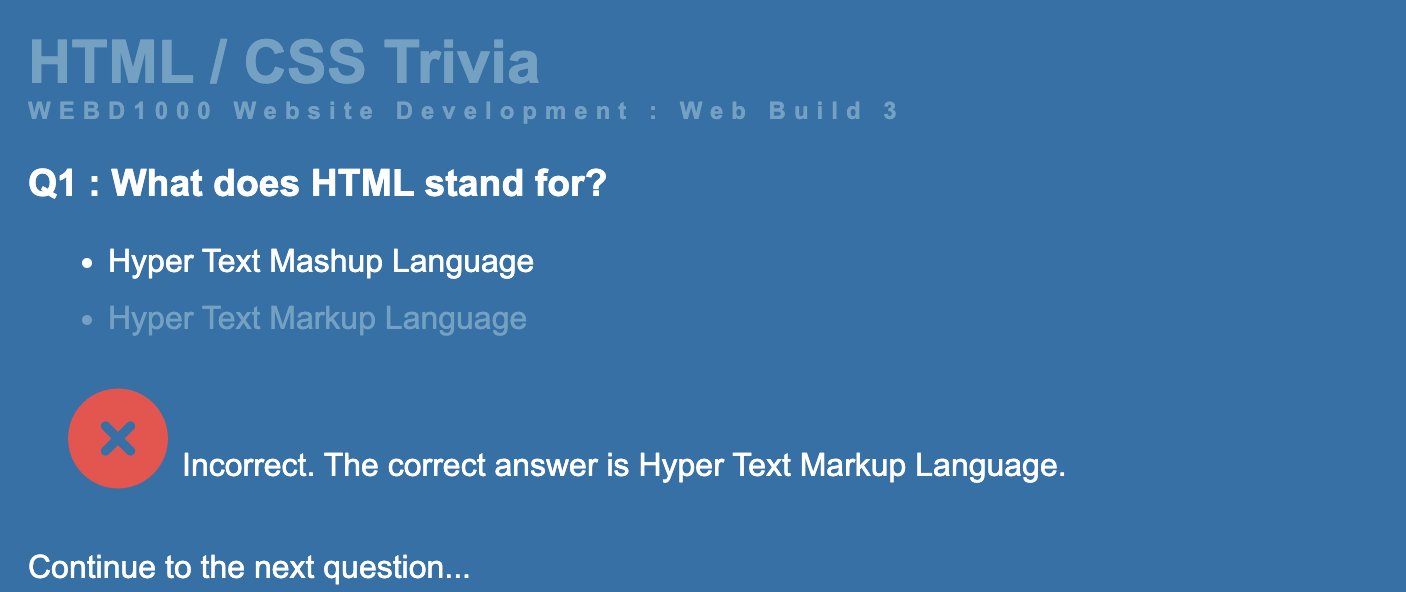 HTML / CSS Trivia
WEBD1000 Website Development : Web Build 3
Q1 : What does HTML stand for?
• Hyper Text Mashup Language
• Hyper Text Markup Language
Incorrect. The correct answer is Hyper Text Markup Language.
Continue to the next question...